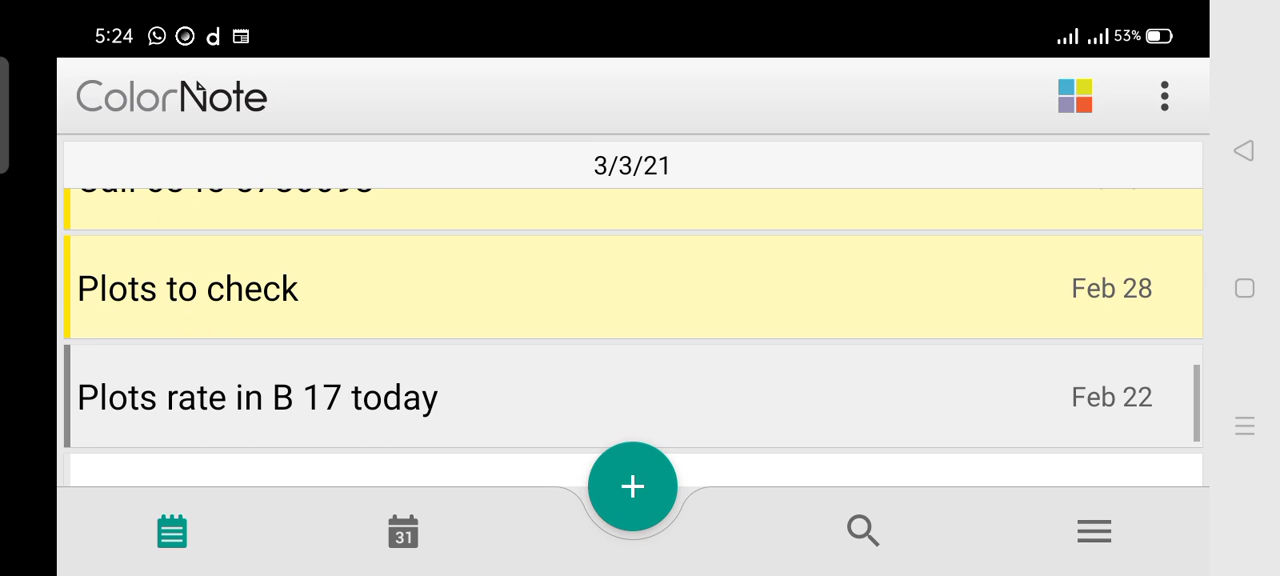 5:24
53%
ColorNote
3/3/21
Plots to check
Feb 28
Plots rate in B 17 today
Feb 22
31